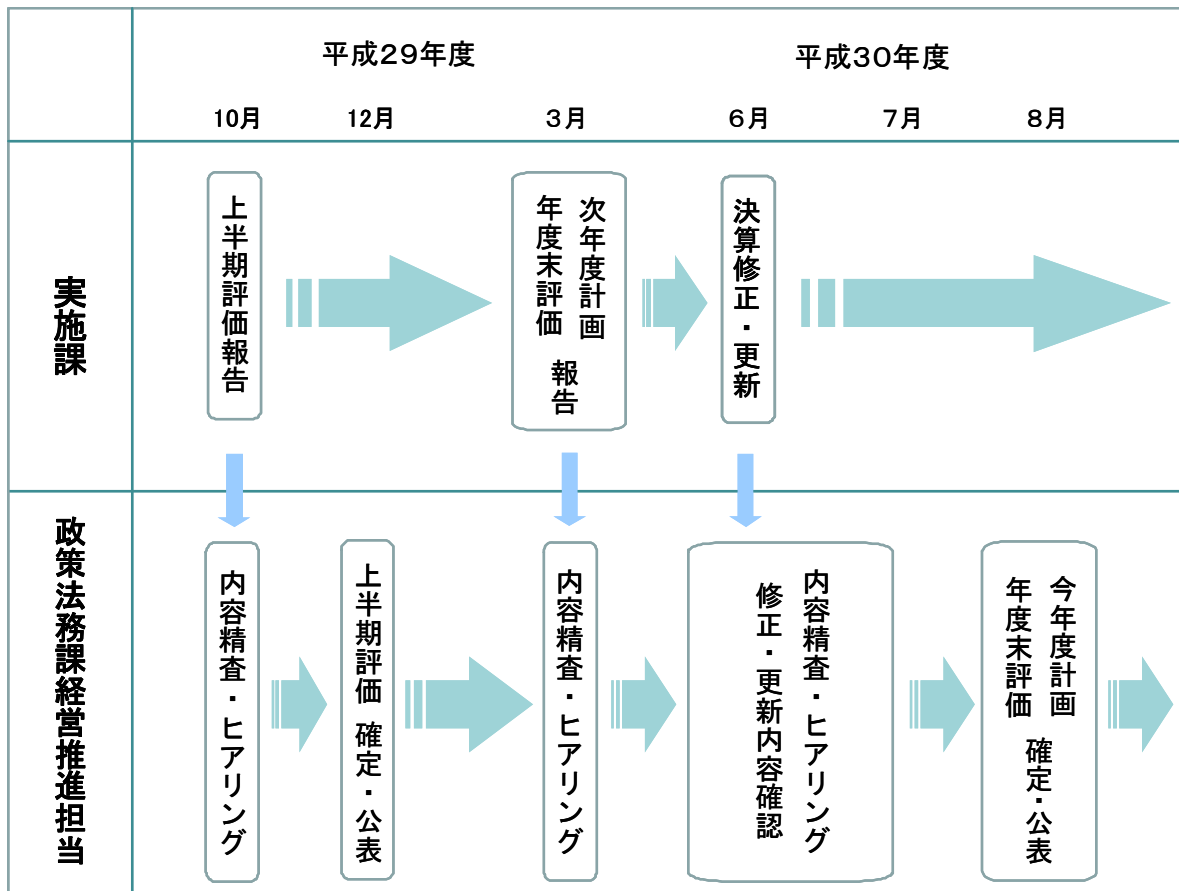 平成29年度
平成30年度
10月
12月
3月
6月
7月
8月
実施課
上半期評価報告
次年度計画
年度末評価
報告
決算修正・更新
政策法務課経営推進担当
内容精査・ヒアリング
上半期評価 確定・公表
内容精査・ヒアリング
内容精査・ヒアリング
修正・更新内容確認
今年度計画
年度末評価
確定・公表